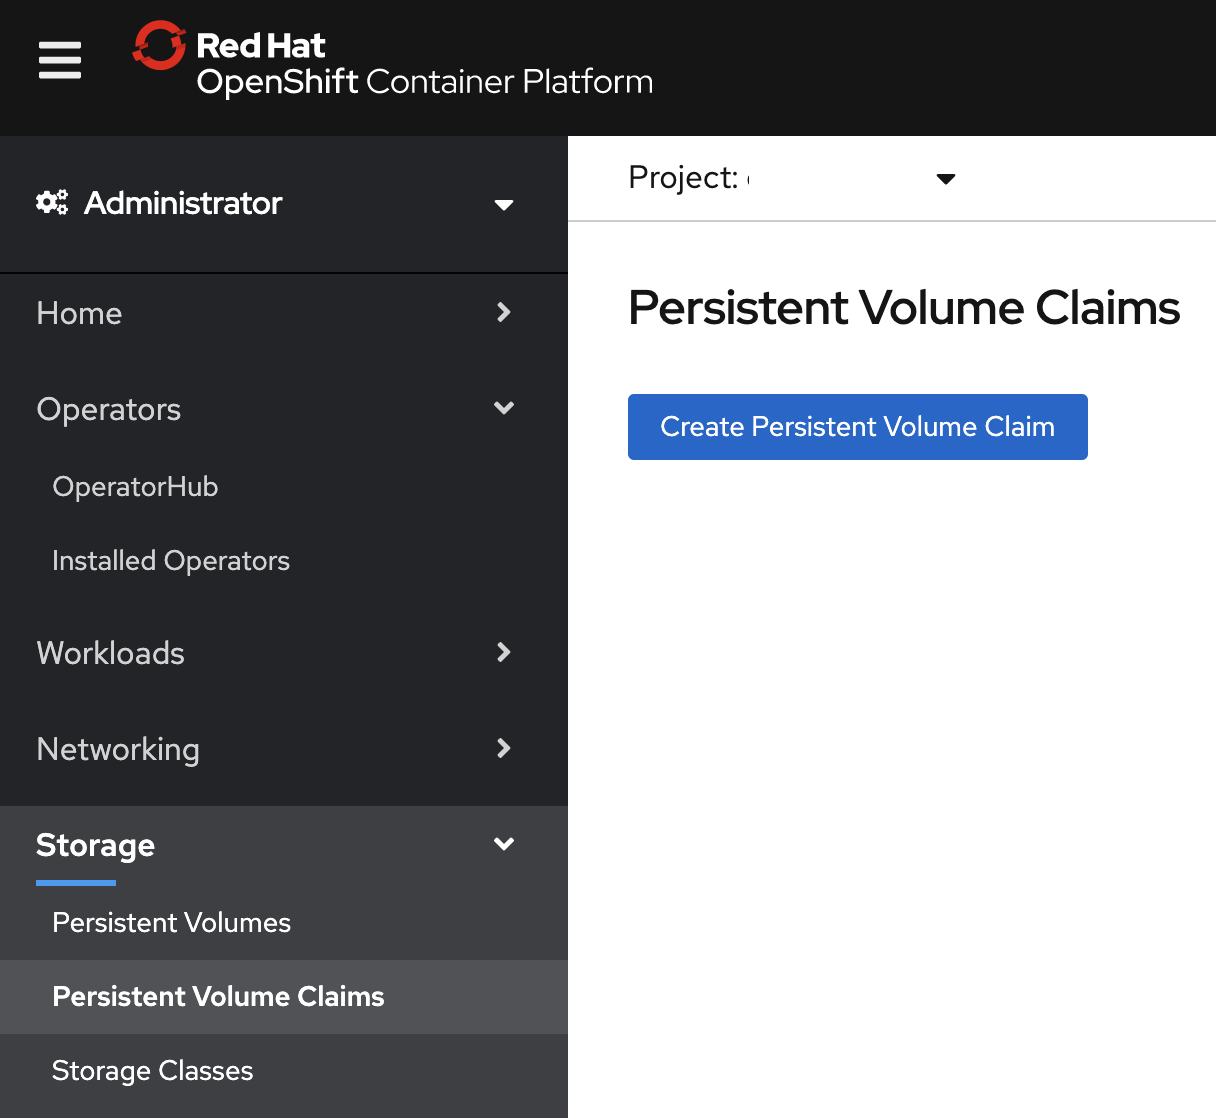 Red Hat
OpenShift Container Platform
Administrator
Home
Operators
OperatorHub
Installed Operators
Workloads
Networking
Storage
Persistent Volumes
Persistent Volume Claims
Storage Classes
Project:
Persistent Volume Claims
Create Persistent Volume Claim